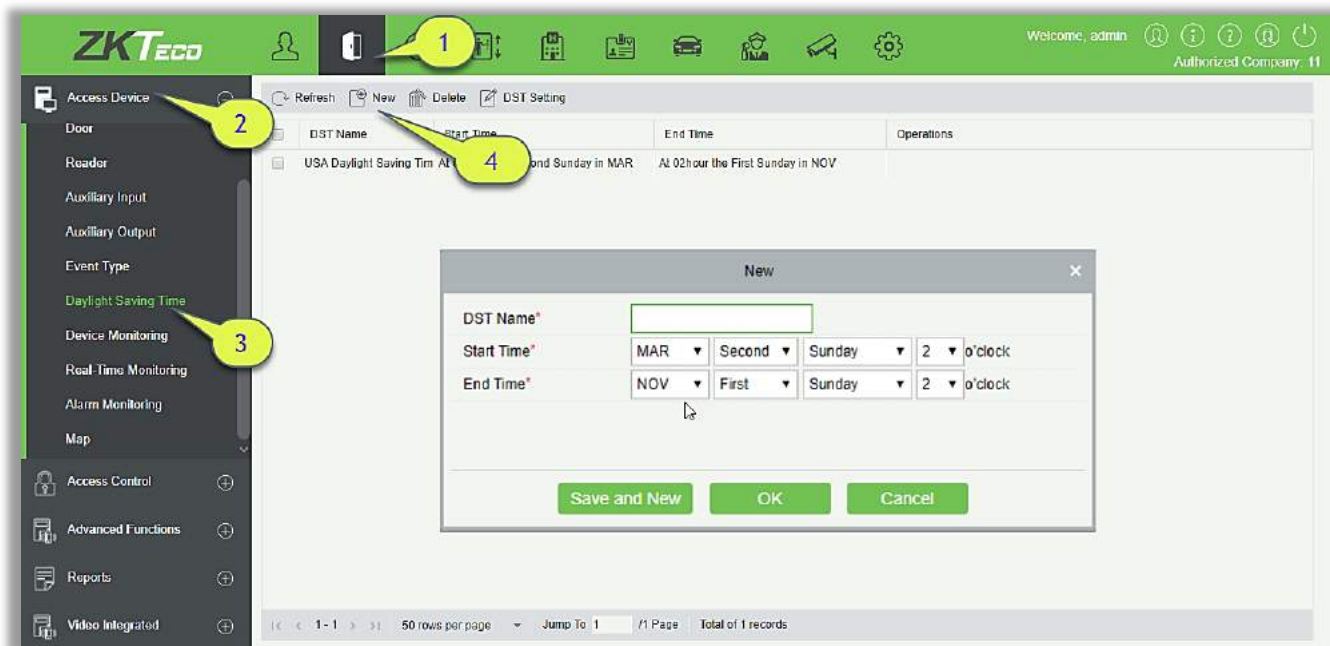 ZKTeco
1
Welcome, admin
Authorized Company: 11
Access Device
2
Door
Reader
Auxiliary Input
Auxiliary Output
Event Type
Daylight Saving Time
3
Device Monitoring
Real-Time Monitoring
Alarm Monitoring
Map
Access Control
Advanced Functions
Reports
Video Integrated
Refresh New Delete DST Setting
4
DST Name Start Time End Time Operations
USA Daylight Saving Tim At Sunday in MAR At 02hour the First Sunday in NOV
New
DST Name*
Start Time* MAR Second Sunday 2 o'clock
End Time* NOV First Sunday 2 o'clock
Save and New OK Cancel
1 - 1 50 rows per page Jump To 1 /1 Page Total of 1 records